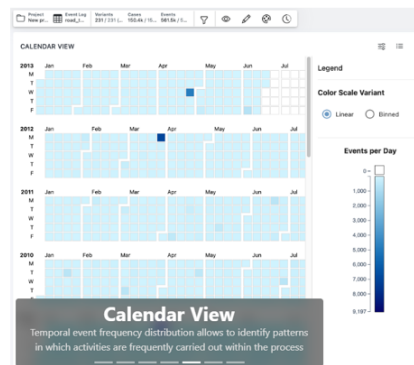 Project
New pr...
Event Log
road_t...
Variants
231 / 231 (...
Cases
150.4k / 15...
Events
561.5k / 5...
CALENDAR VIEW
2013 Jan Feb Mar Apr May Jun Jul
M
T
W
T
F
2012 Jan Feb Mar Apr May Jun Jul
M
T
W
T
F
2011 Jan Feb Mar Apr May Jun Jul
M
T
W
T
F
2010 Jan Feb Mar Apr May Jun Jul
M
T
W
Legend
Color Scale Variant
Linear Binned
Events per Day
0
1.000
2.000
3.000
4.000
5.000
6.000
7.000
8.000
9.197
Calendar View
Temporal event frequency distribution allows to identify patterns
in which activities are frequently carried out within the process